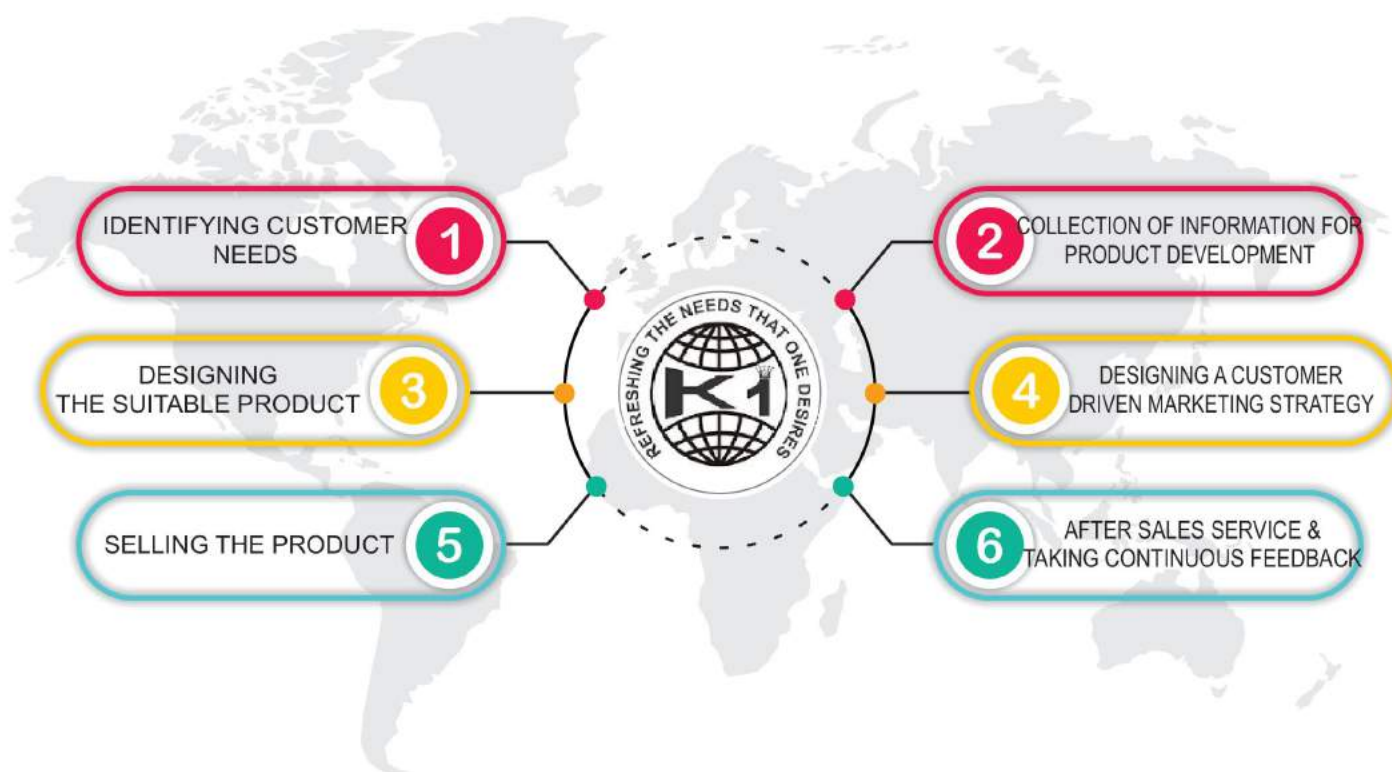 IDENTIFYING CUSTOMER
NEEDS
1
2
COLLECTION OF INFORMATION FOR
PRODUCT DEVELOPMENT
DESIGNING
THE SUITABLE PRODUCT
3
4
DESIGNING A CUSTOMER
DRIVEN MARKETING STRATEGY
SELLING THE PRODUCT
5
6
AFTER SALES SERVICE &
TAKING CONTINUOUS FEEDBACK
REFRESHING THE NEEDS THAT ONE DESIRES
K1